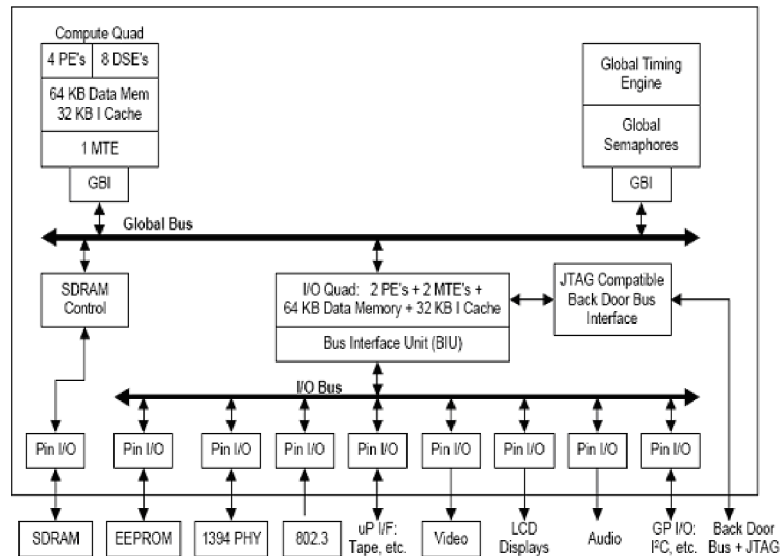 Compute Quad
4 PE's
8 DSE's
64 KB Data Mem
32 KB I Cache
1 MTE
GBI
Global Timing
Engine
Global
Semaphores
GBI
Global Bus
SDRAM
Control
I/O Quad: 2 PE's + 2 MTE's +
64 KB Data Memory + 32 KB I Cache
Bus Interface Unit (BIU)
JTAG Compatible
Back Door Bus
Interface
I/O Bus
Pin I/O
Pin I/O
Pin I/O
Pin I/O
Pin I/O
Pin I/O
Pin I/O
Pin I/O
Pin I/O
SDRAM
EEPROM
1394 PHY
802.3
uP I/F:
Tape, etc.
Video
LCD
Displays
Audio
GP I/O:
I²C, etc.
Back Door
Bus + JTAG